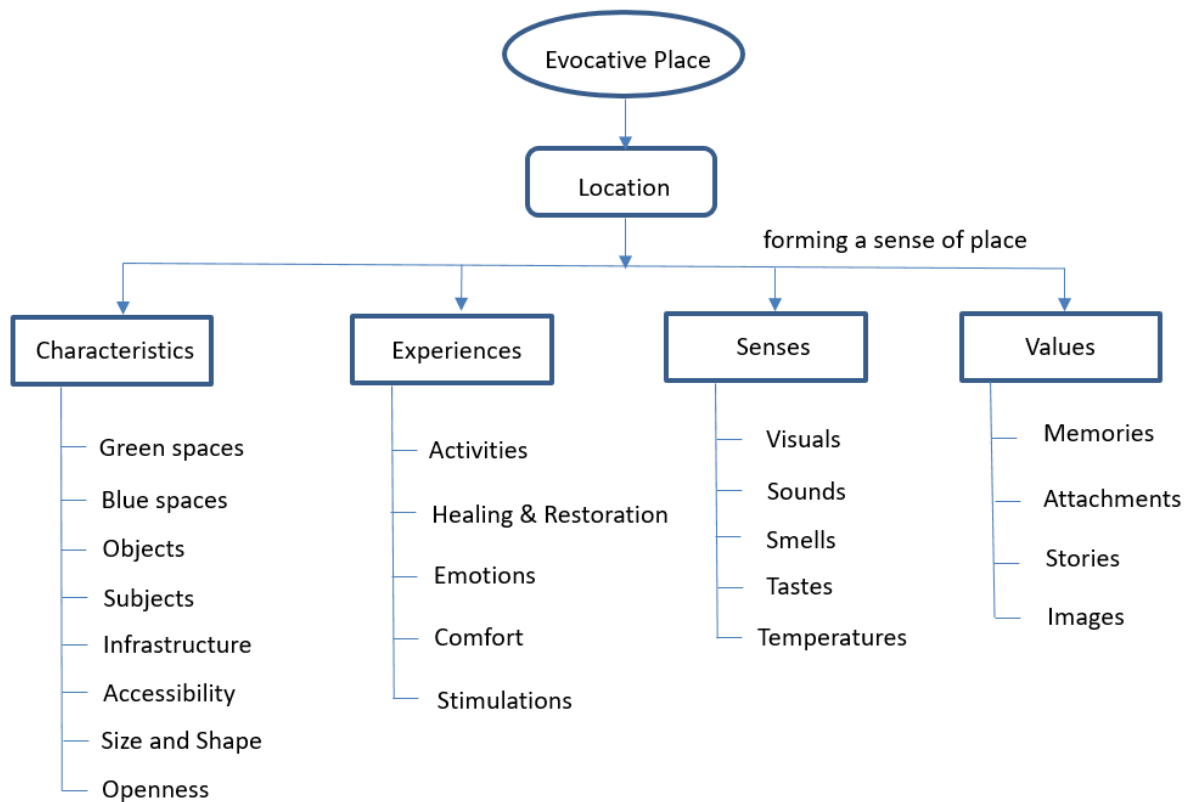 Evocative Place
Location
forming a sense of place
Characteristics
Green spaces
Blue spaces
Objects
Subjects
Infrastructure
Accessibility
Size and Shape
Openness
Experiences
Activities
Healing & Restoration
Emotions
Comfort
Stimulations
Senses
Visuals
Sounds
Smells
Tastes
Temperatures
Values
Memories
Attachments
Stories
Images